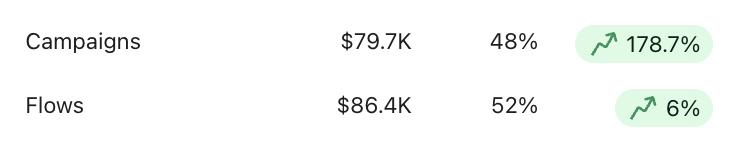 Campaigns $79.7K 48% 178.7%
Flows $86.4K 52% 6%